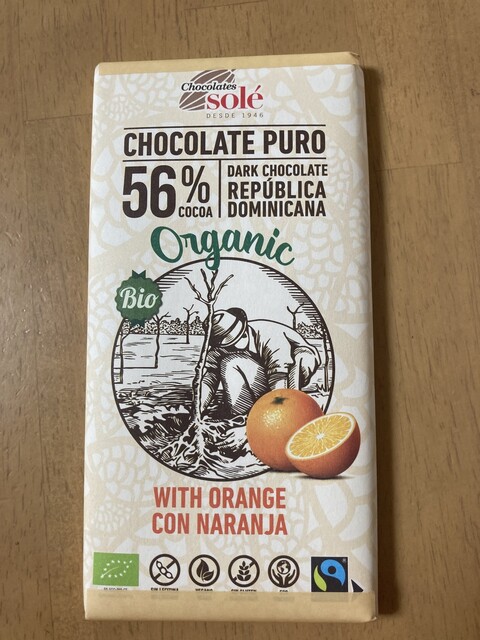 Chocolates
solé
DESDE 1946
CHOCOLATE PURO
56% COCOA
DARK CHOCOLATE
REPÚBLICA
DOMINICANA
Organic
Bio
WITH ORANGE
CON NARANJA